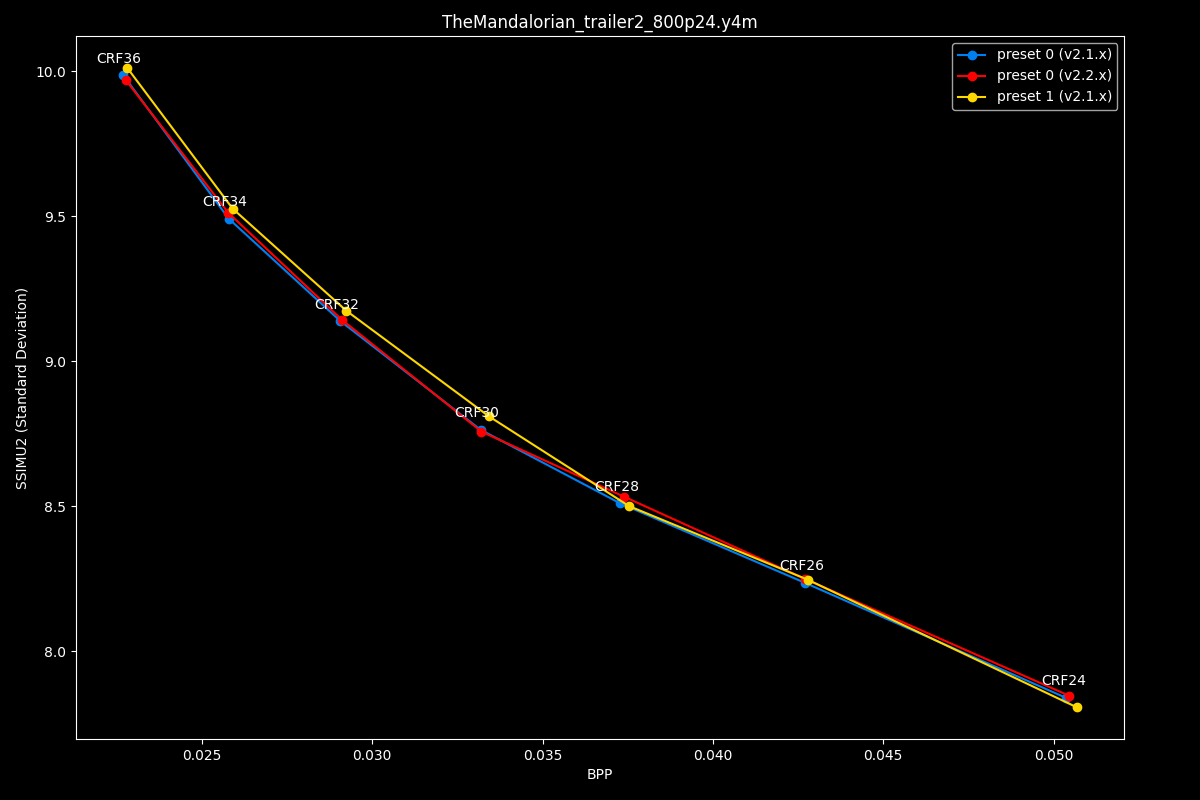 TheMandalorian_trailer2_800p24.y4m
preset 0 (v2.1.x)
preset 0 (v2.2.x)
preset 1 (v2.1.x)
CRF36
CRF34
CRF32
CRF30
CRF28
CRF26
CRF24
10.0
9.5
9.0
8.5
8.0
SSIMU2 (Standard Deviation)
0.025 0.030 0.035 0.040 0.045 0.050
BPP